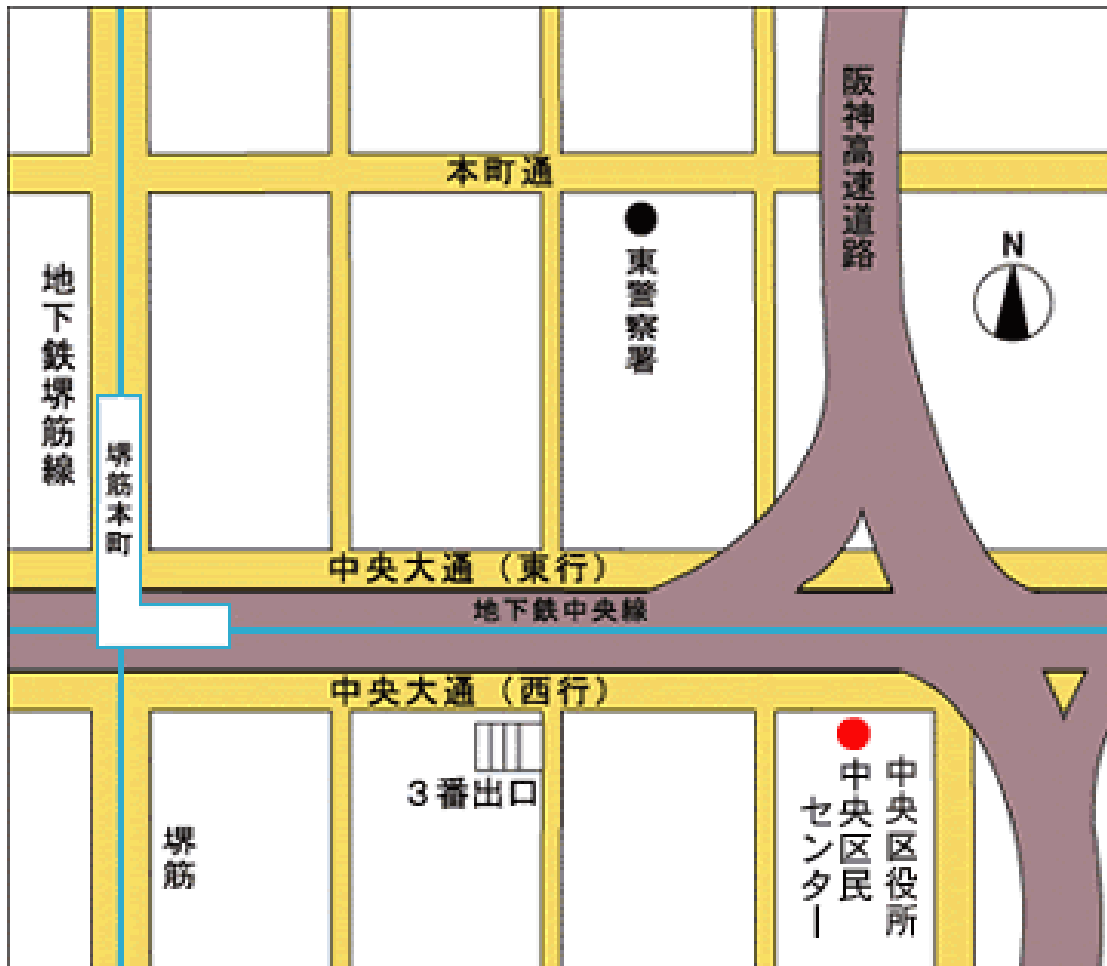 本町通
阪神高速道路
N
東警察署
地下鉄堺筋線
堺筋本町
中央大通（東行）
地下鉄中央線
中央大通（西行）
3番出口
堺筋
中央区役所
中央区民
センター